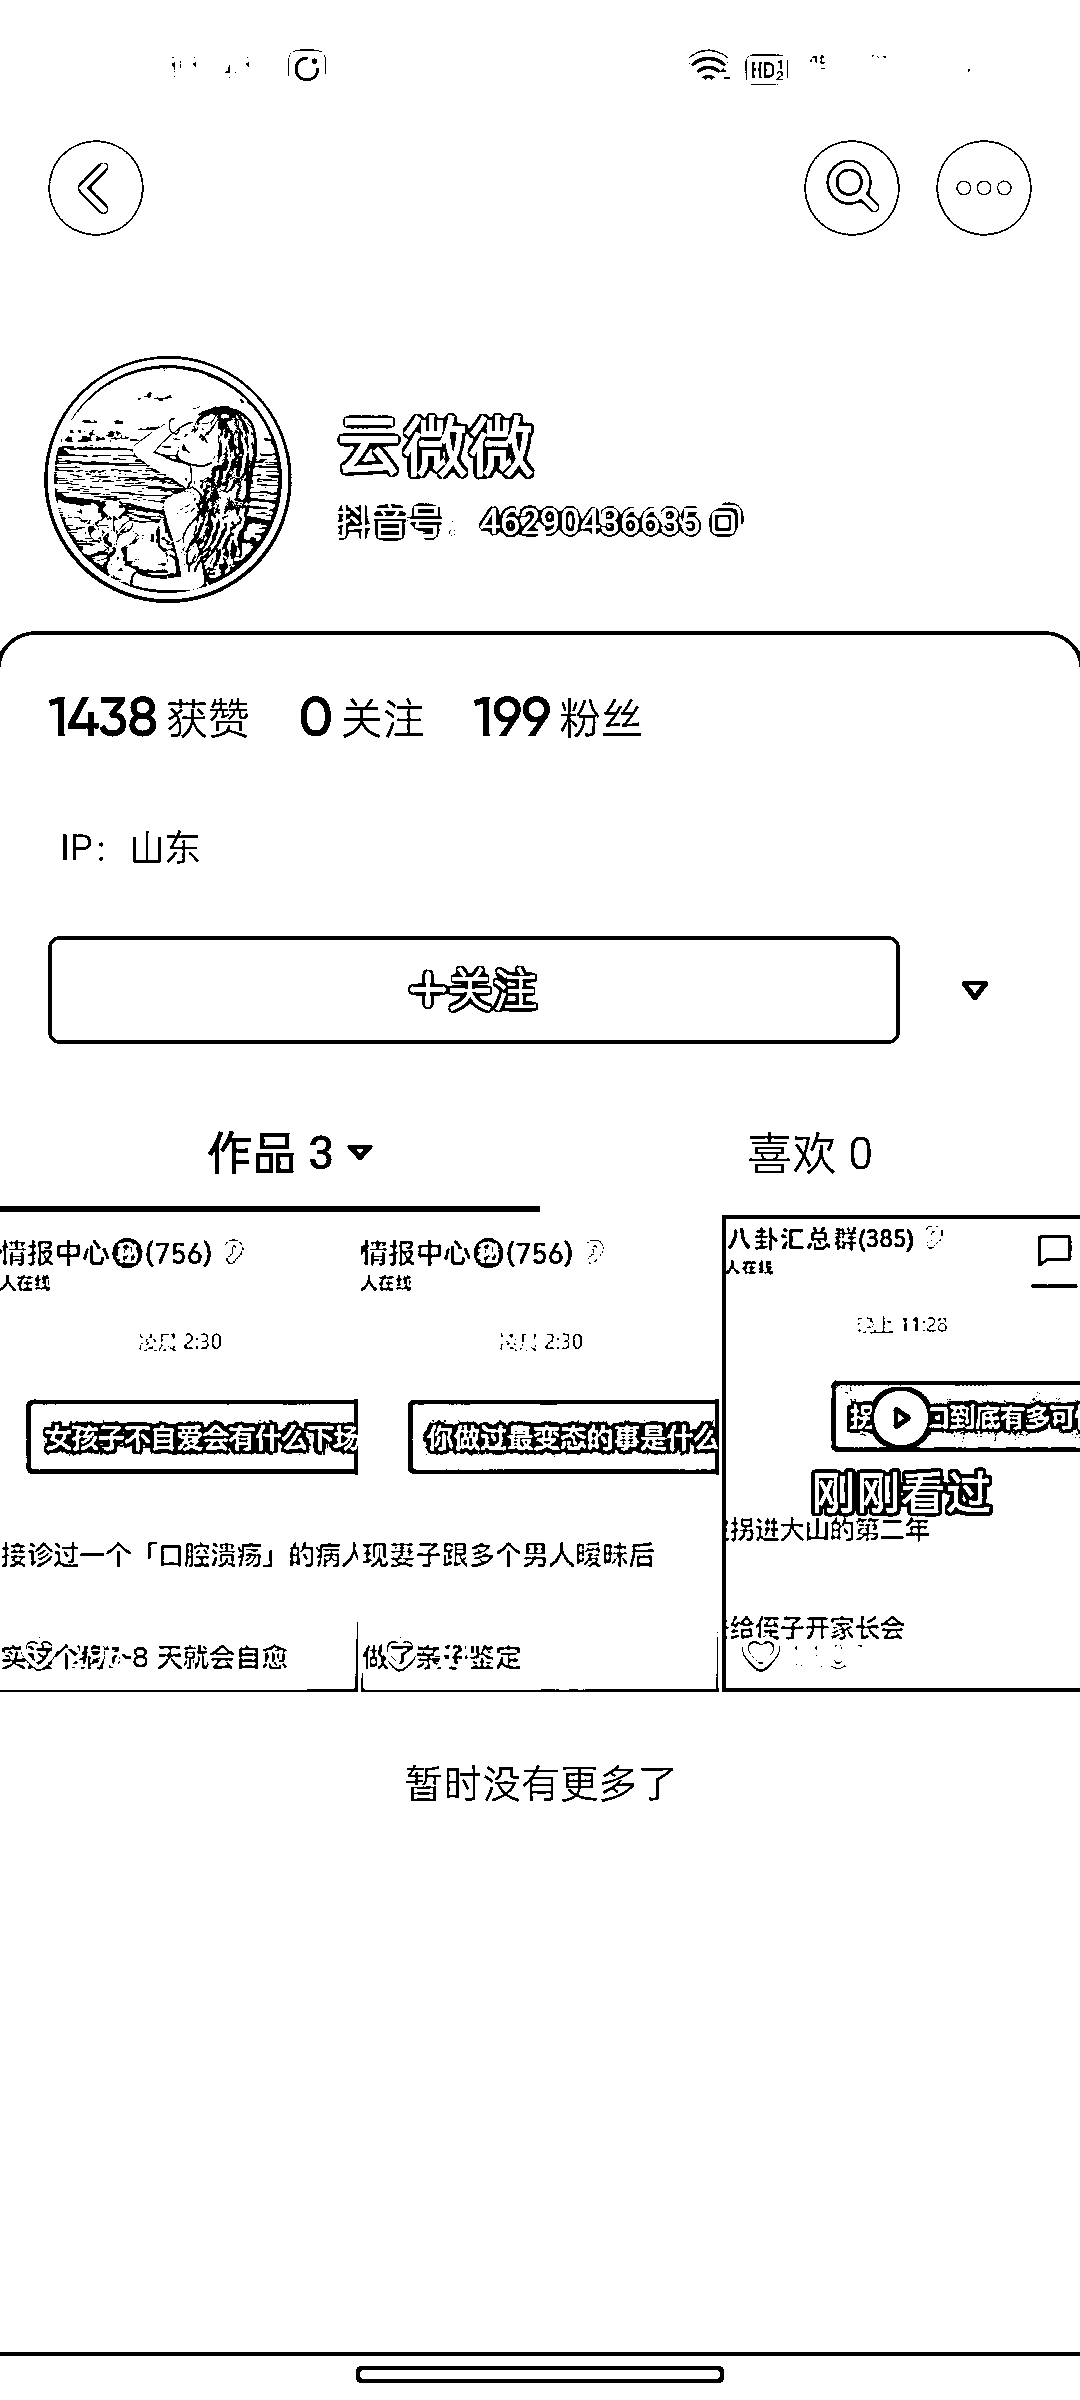 云微微
抖音号：46290436635
1438 获赞 0 关注 199 粉丝
IP：山东
+关注
作品 3
喜欢 0
情报中心㊙(756)
人在线
凌晨 2:30
女孩子不自爱会有什么下场
接诊过一个「口腔溃疡」的病人
-8 天就会自愈
情报中心㊙(756)
人在线
凌晨 2:30
你做过最变态的事是什么
现妻子跟多个男人暧昧后
做了亲子鉴定
八卦汇总群(385)
人在线
晚上 11:28
口到底有多可
刚刚看过
拐进大山的第二年
给侄子开家长会
暂时没有更多了